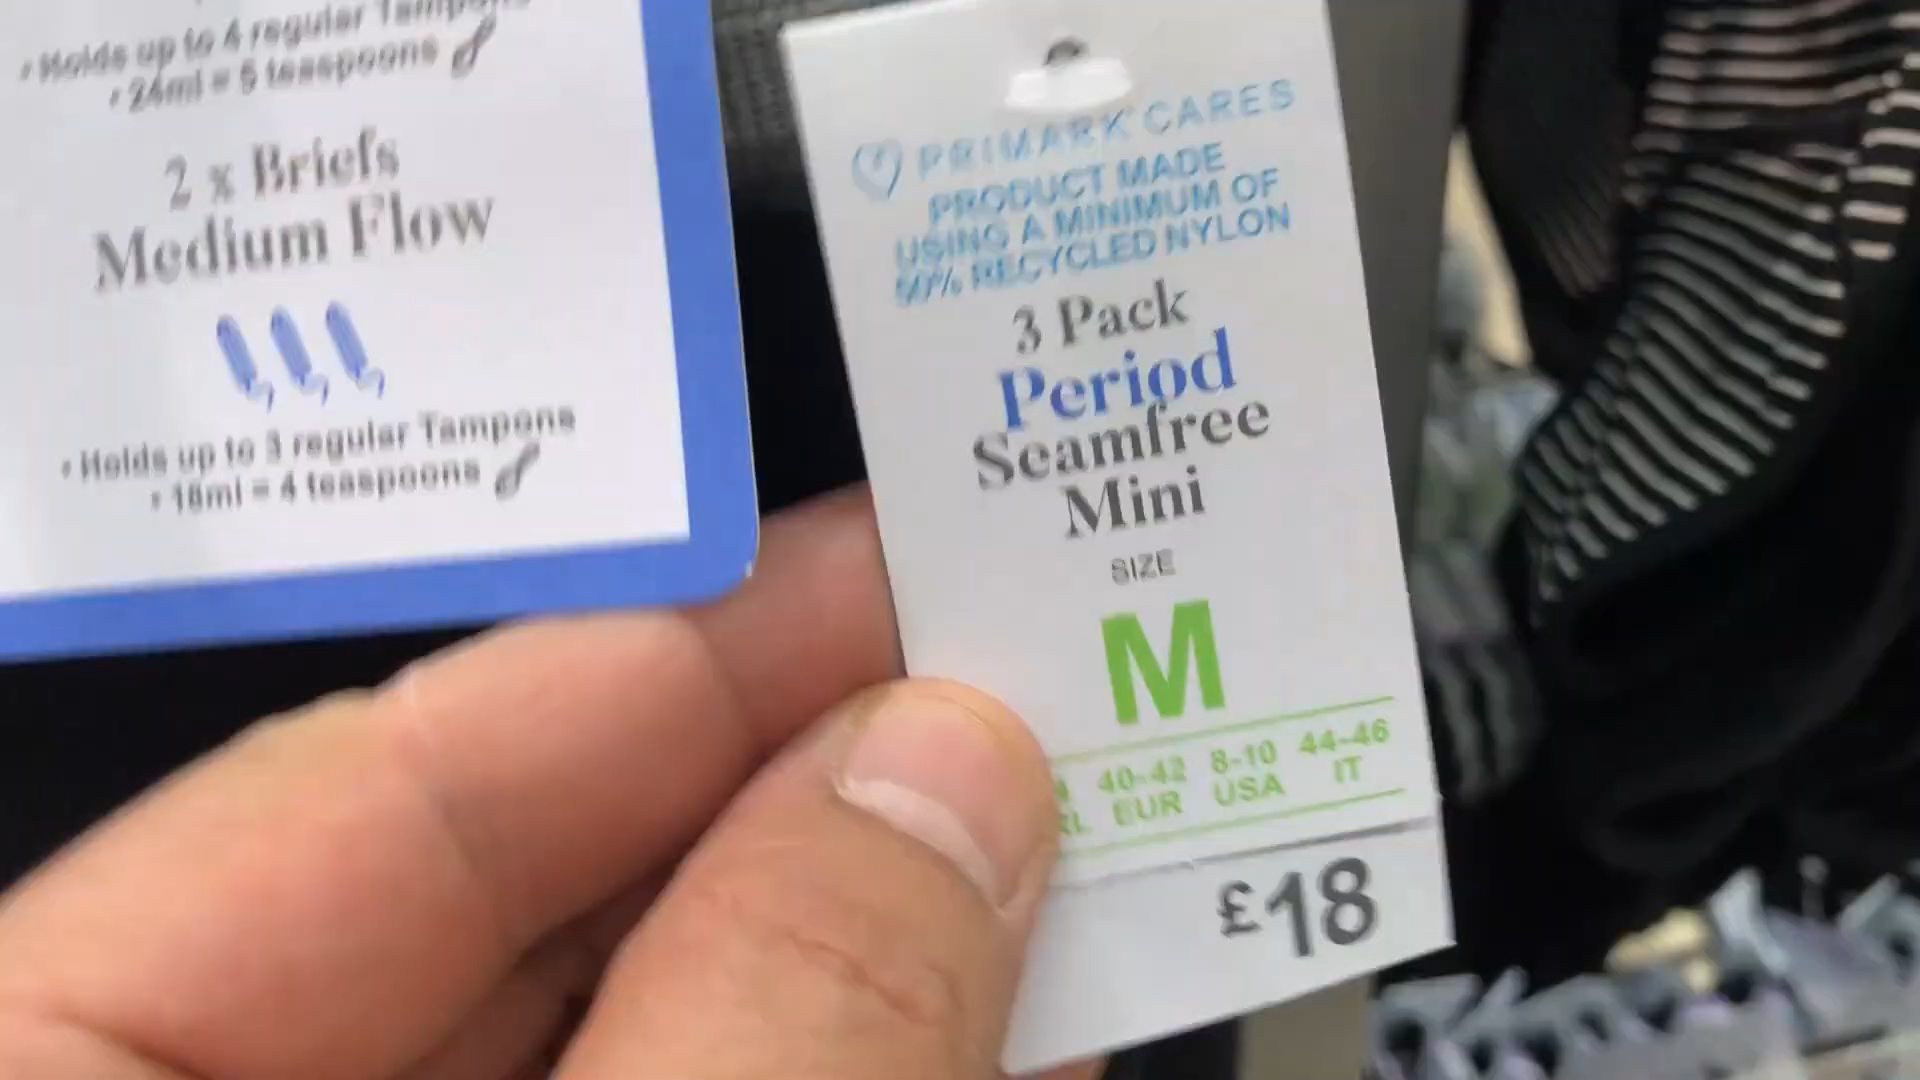 • Holds up to 4 regular Tampons
• 24ml = 5 teaspoons
2 x Briefs
Medium Flow
• Holds up to 3 regular Tampons
• 18ml = 4 teaspoons
PRIMARK CARES
PRODUCT MADE
USING A MINIMUM OF
50% RECYCLED NYLON
3 Pack
Period
Seamfree
Mini
SIZE
M
40-42 8-10 44-46
EUR USA IT
£18